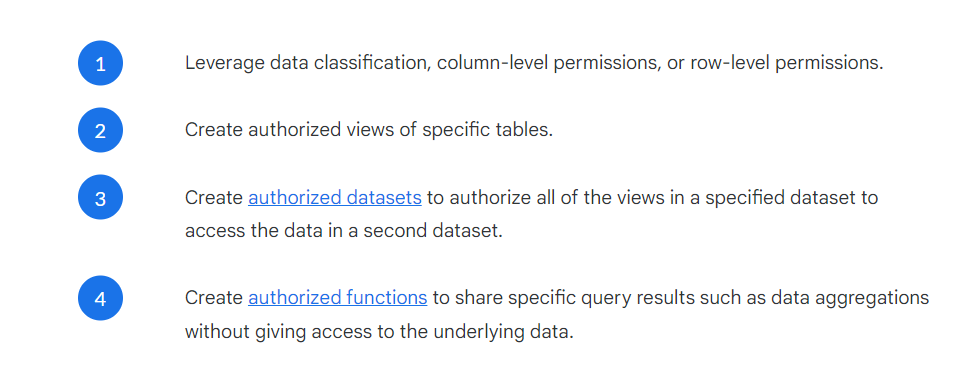 1
Leverage data classification, column-level permissions, or row-level permissions.
2
Create authorized views of specific tables.
3
Create authorized datasets to authorize all of the views in a specified dataset to
access the data in a second dataset.
4
Create authorized functions to share specific query results such as data aggregations
without giving access to the underlying data.